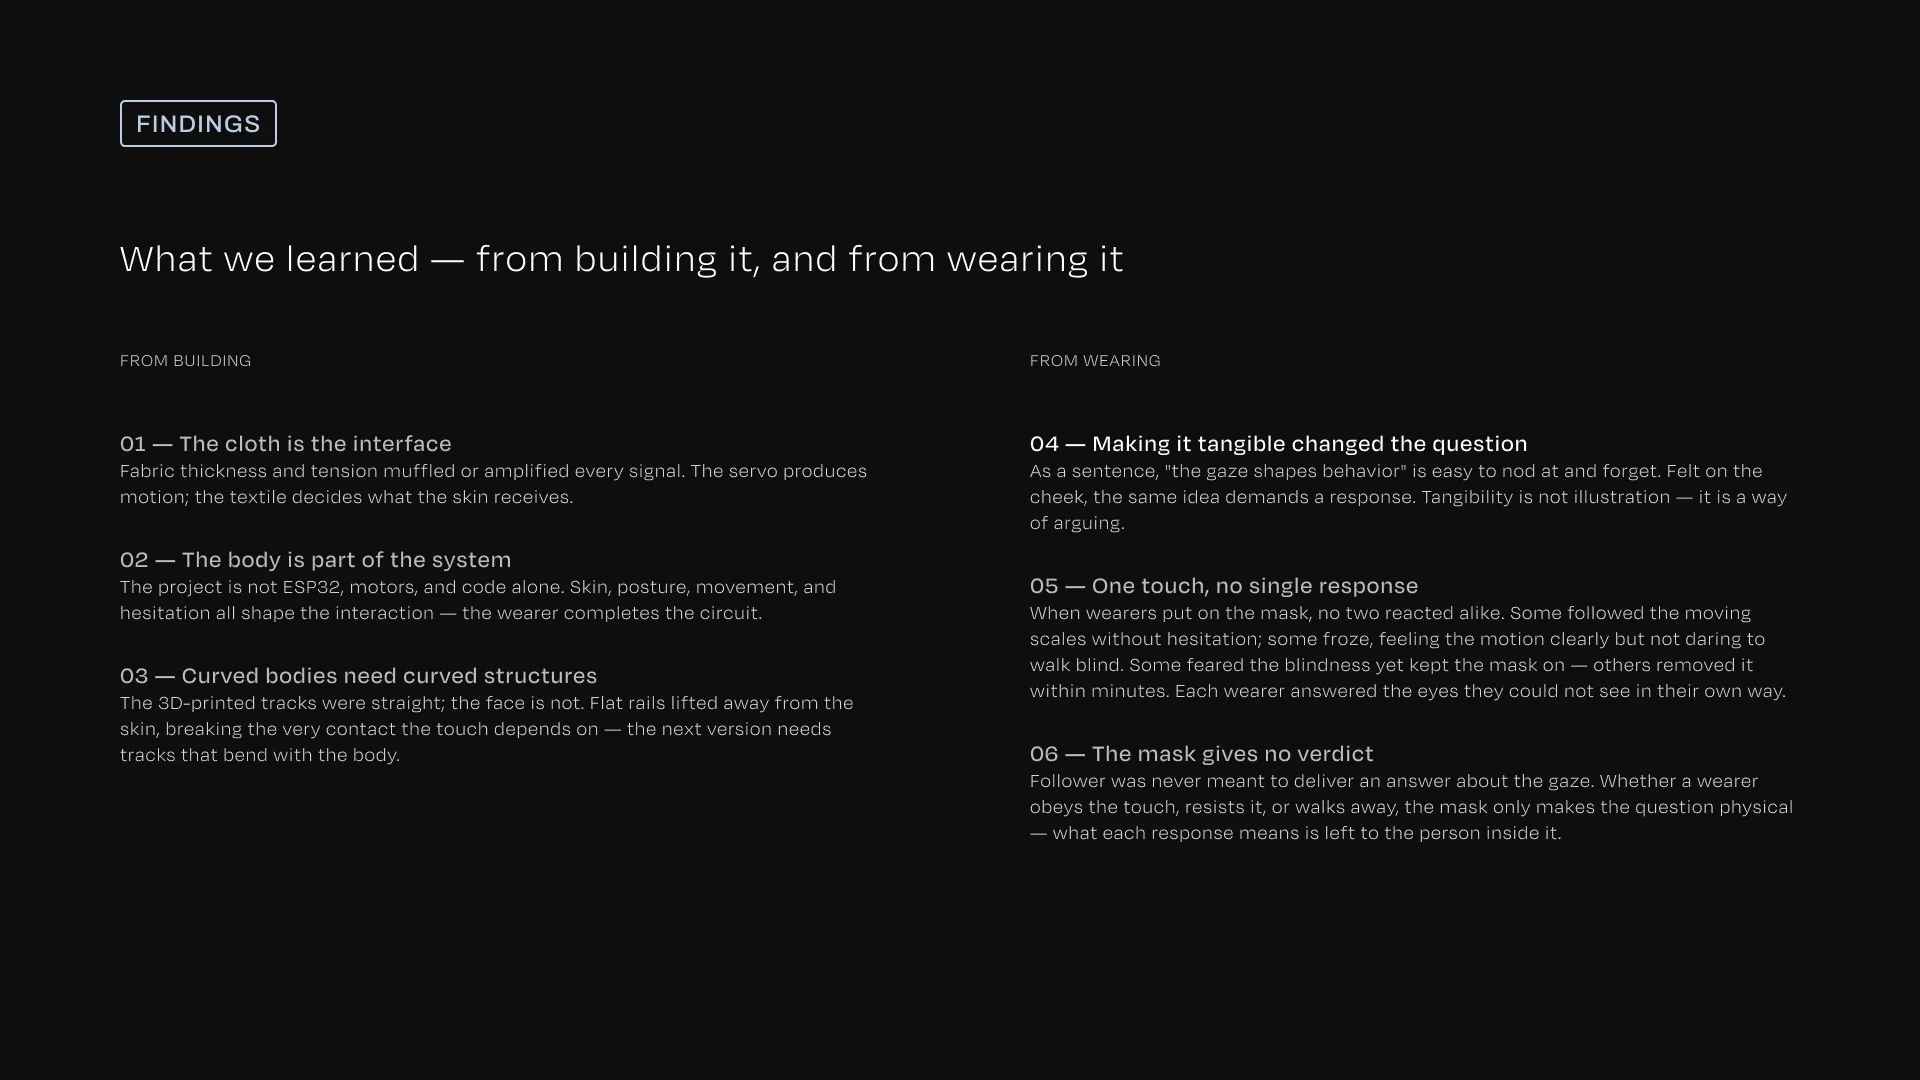 FINDINGS
What we learned — from building it, and from wearing it
FROM BUILDING
01 — The cloth is the interface
Fabric thickness and tension muffled or amplified every signal. The servo produces
motion; the textile decides what the skin receives.
02 — The body is part of the system
The project is not ESP32, motors, and code alone. Skin, posture, movement, and
hesitation all shape the interaction — the wearer completes the circuit.
03 — Curved bodies need curved structures
The 3D-printed tracks were straight; the face is not. Flat rails lifted away from the
skin, breaking the very contact the touch depends on — the next version needs
tracks that bend with the body.
FROM WEARING
04 — Making it tangible changed the question
As a sentence, "the gaze shapes behavior" is easy to nod at and forget. Felt on the
cheek, the same idea demands a response. Tangibility is not illustration — it is a way
of arguing.
05 — One touch, no single response
When wearers put on the mask, no two reacted alike. Some followed the moving
scales without hesitation; some froze, feeling the motion clearly but not daring to
walk blind. Some feared the blindness yet kept the mask on — others removed it
within minutes. Each wearer answered the eyes they could not see in their own way.
06 — The mask gives no verdict
Follower was never meant to deliver an answer about the gaze. Whether a wearer
obeys the touch, resists it, or walks away, the mask only makes the question physical
— what each response means is left to the person inside it.